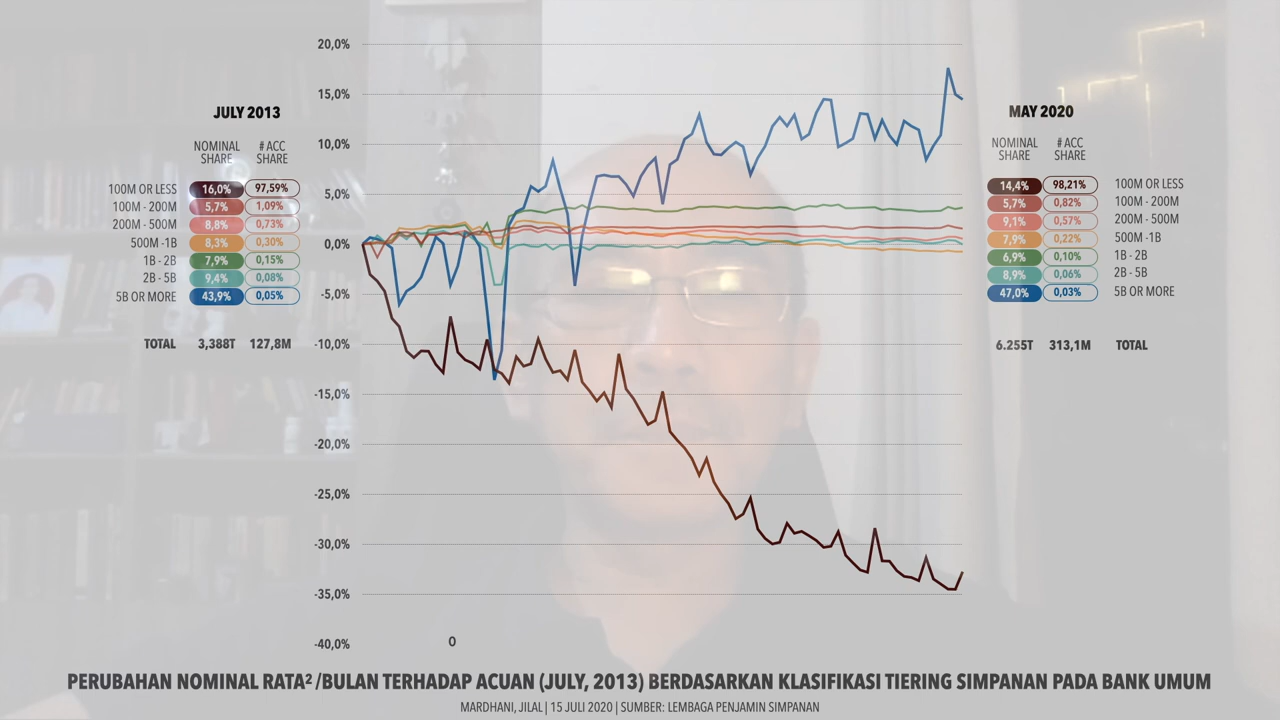 20,0%
15,0%
10,0%
5,0%
0,0%
-5,0%
-10,0%
-15,0%
-20,0%
-25,0%
-30,0%
-35,0%
-40,0%
0
JULY 2013
NOMINAL SHARE # ACC SHARE
100M OR LESS 16,0% 97,59%
100M - 200M 5,7% 1,09%
200M - 500M 8,8% 0,73%
500M -1B 8,3% 0,30%
1B - 2B 7,9% 0,15%
2B - 5B 9,4% 0,08%
5B OR MORE 43,9% 0,05%
TOTAL 3,388T 127,8M
MAY 2020
NOMINAL SHARE # ACC SHARE
14,4% 98,21% 100M OR LESS
5,7% 0,82% 100M - 200M
9,1% 0,57% 200M - 500M
7,9% 0,22% 500M -1B
6,9% 0,10% 1B - 2B
8,9% 0,06% 2B - 5B
47,0% 0,03% 5B OR MORE
6.255T 313,1M TOTAL
PERUBAHAN NOMINAL RATA² /BULAN TERHADAP ACUAN (JULY, 2013) BERDASARKAN KLASIFIKASI TIERING SIMPANAN PADA BANK UMUM
MARDHANI, JILAL | 15 JULI 2020 | SUMBER: LEMBAGA PENJAMIN SIMPANAN